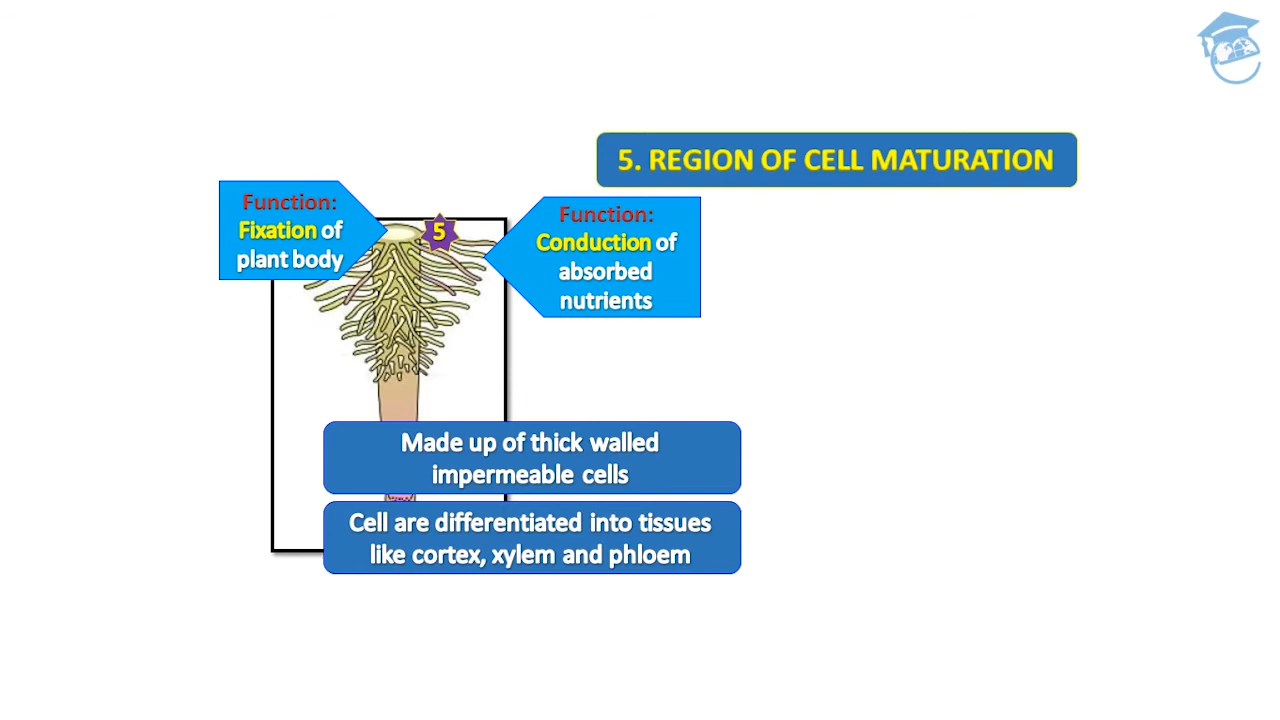 5. REGION OF CELL MATURATION
Function:
Fixation of
plant body
5
Function:
Conduction of
absorbed
nutrients
Made up of thick walled
impermeable cells
Cell are differentiated into tissues
like cortex, xylem and phloem